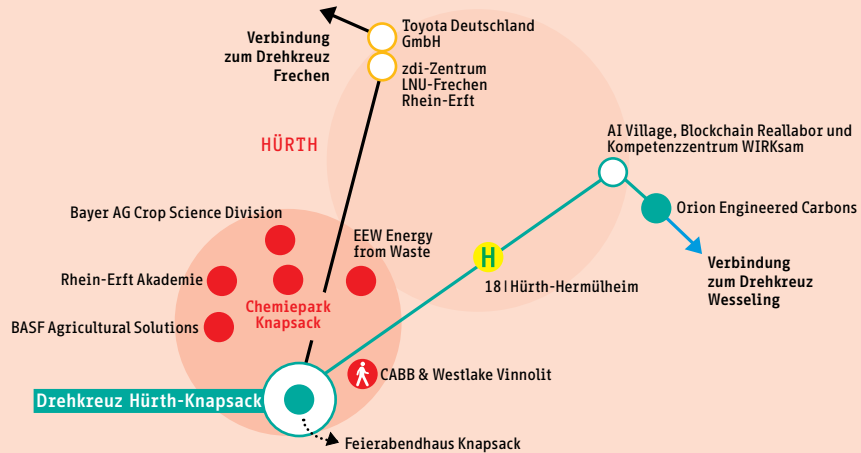 Toyota Deutschland
GmbH
Verbindung
zum Drehkreuz
Frechen
zdi-Zentrum
LNU-Frechen
Rhein-Erft
HÜRTH
AI Village, Blockchain Reallabor und
Kompetenzzentrum WIRKsam
Orion Engineered Carbons
Bayer AG Crop Science Division
EEW Energy
from Waste
H
Verbindung
zum Drehkreuz
Wesseling
Rhein-Erft Akademie
18 | Hürth-Hermülheim
Chemiepark
Knapsack
BASF Agricultural Solutions
CABB & Westlake Vinnolit
Drehkreuz Hürth-Knapsack
Feierabendhaus Knapsack